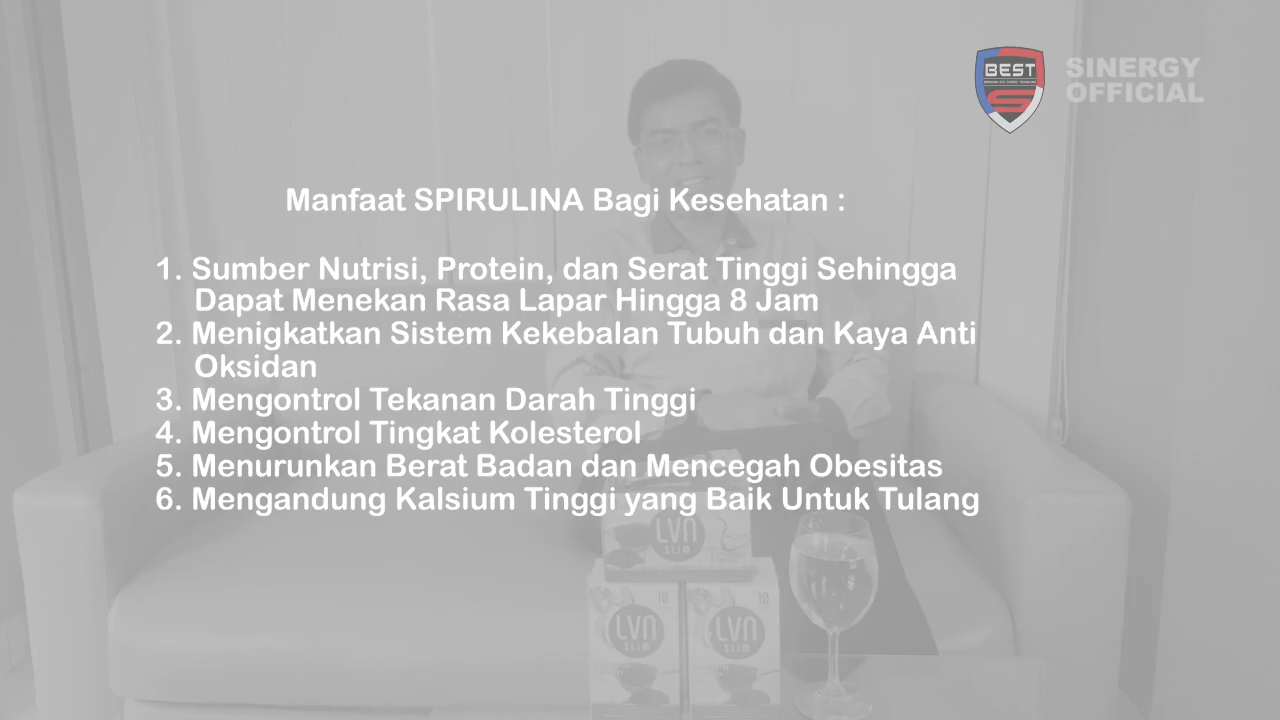 BEST
SINERGY
OFFICIAL
Manfaat SPIRULINA Bagi Kesehatan :
1. Sumber Nutrisi, Protein, dan Serat Tinggi Sehingga
Dapat Menekan Rasa Lapar Hingga 8 Jam
2. Menigkatkan Sistem Kekebalan Tubuh dan Kaya Anti
Oksidan
3. Mengontrol Tekanan Darah Tinggi
4. Mengontrol Tingkat Kolesterol
5. Menurunkan Berat Badan dan Mencegah Obesitas
6. Mengandung Kalsium Tinggi yang Baik Untuk Tulang
LVN
SLIM
10
10
LVN
SLIM
LVN
SLIM